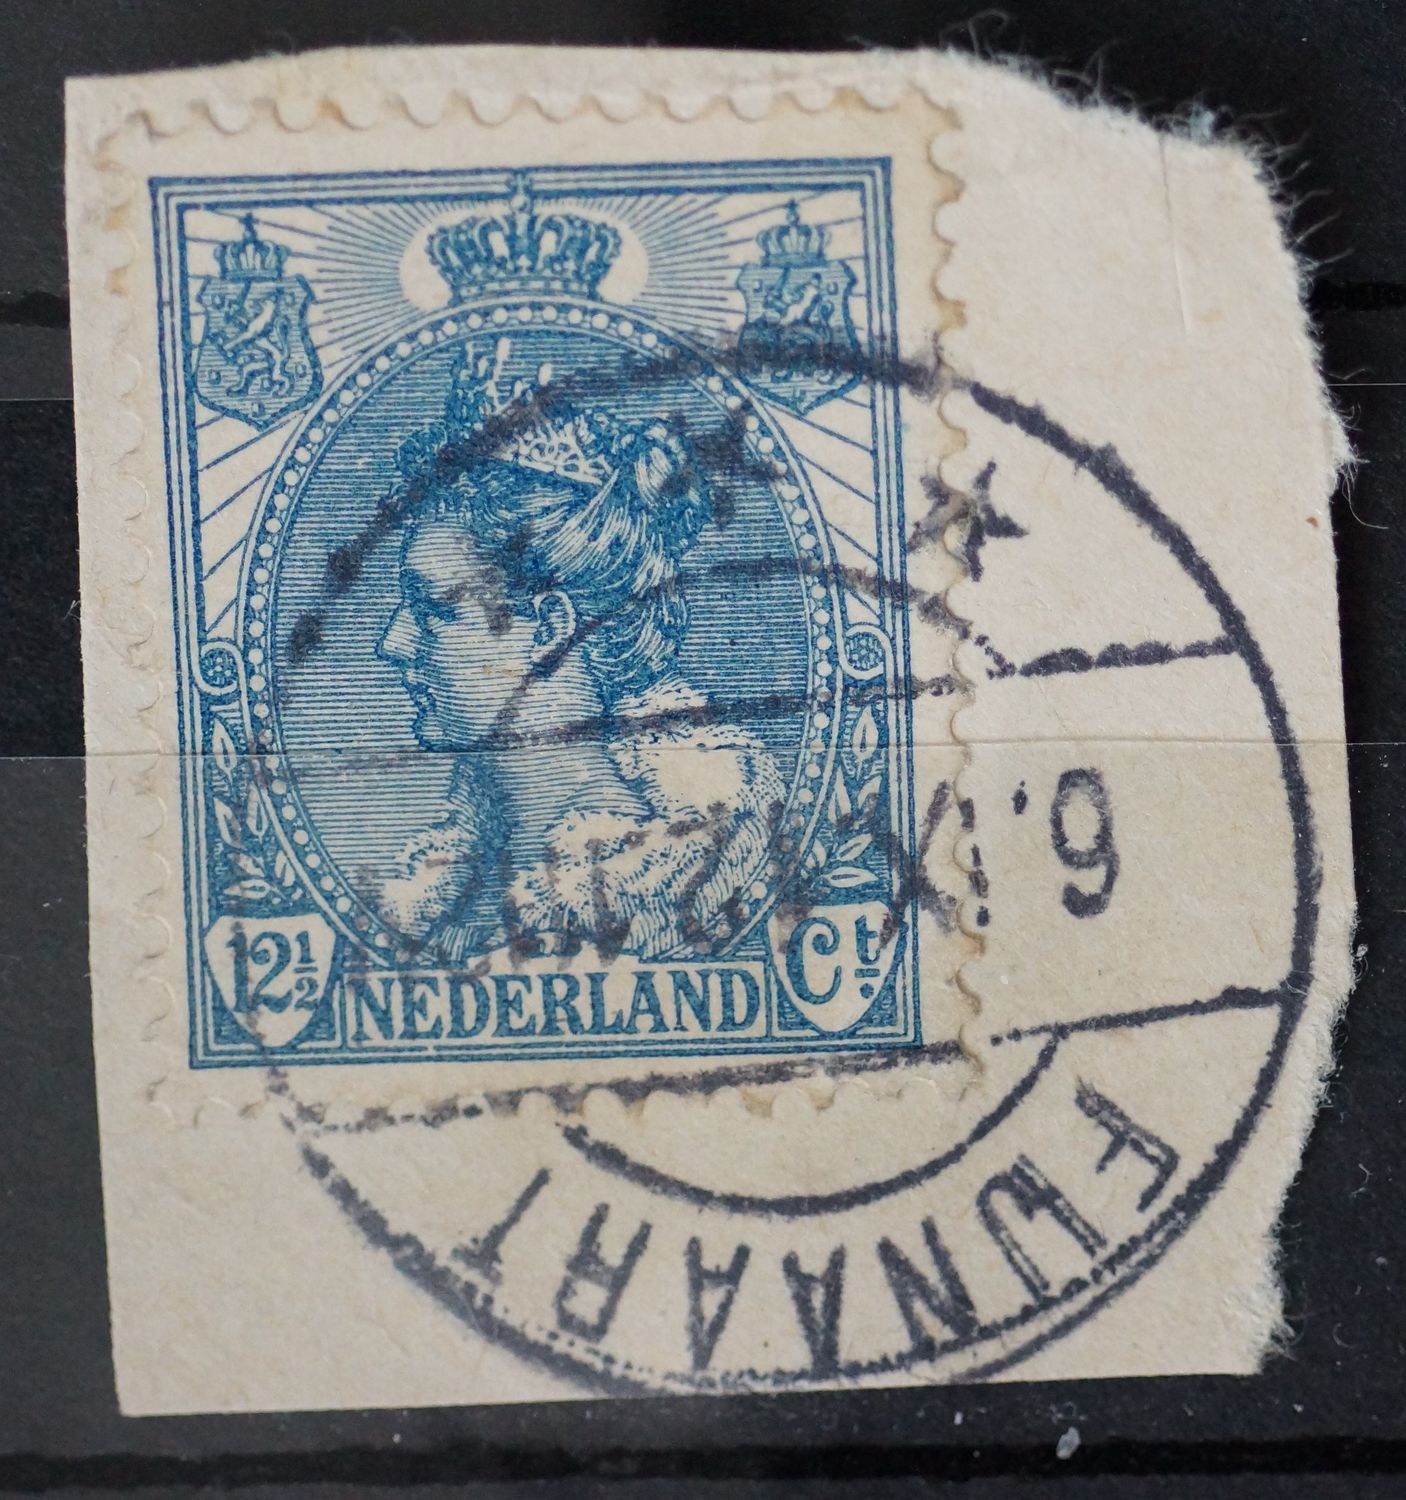 12½
NEDERLAND
Ct.
FIJNAART